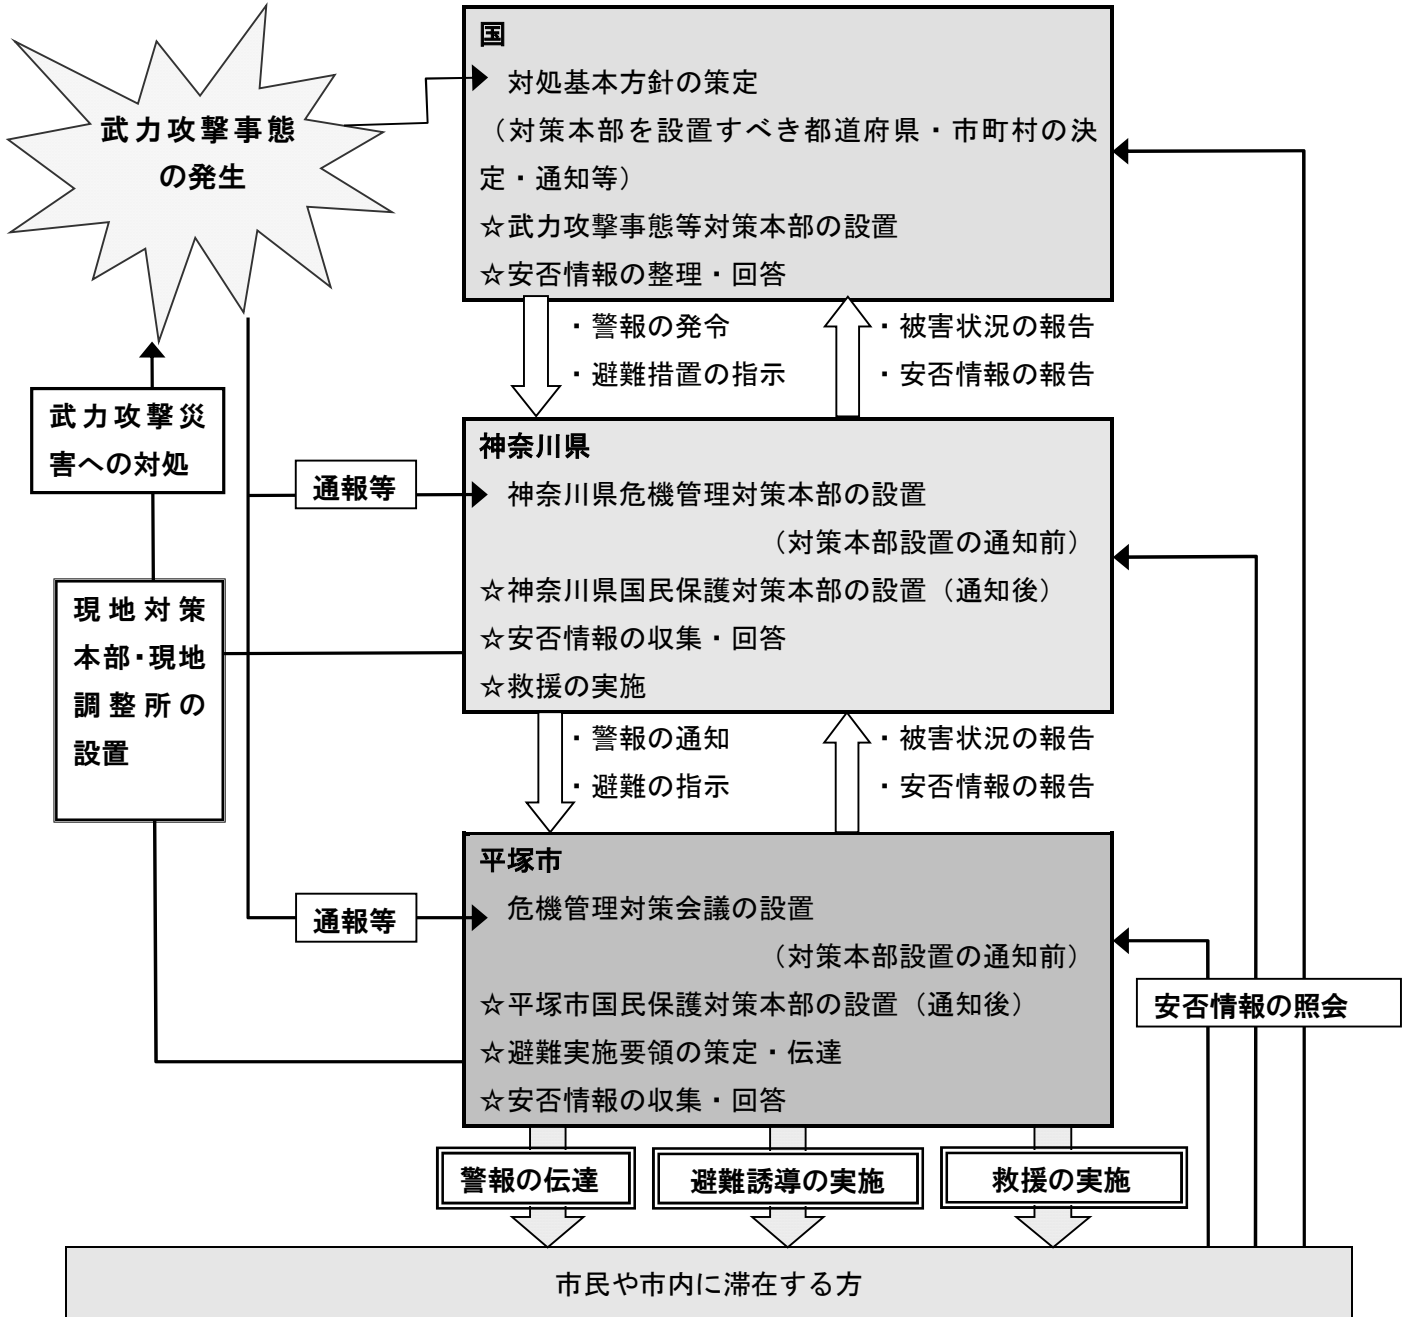 武力攻撃事態
の発生
国
対処基本方針の策定
（対策本部を設置すべき都道府県・市町村の決
定・通知等）
☆武力攻撃事態等対策本部の設置
☆安否情報の整理・回答
・警報の発令
・避難措置の指示
・被害状況の報告
・安否情報の報告
武力攻撃災
害への対処
通報等
神奈川県
神奈川県危機管理対策本部の設置
（対策本部設置の通知前）
☆神奈川県国民保護対策本部の設置（通知後）
☆安否情報の収集・回答
☆救援の実施
現地対策
本部・現地
調整所の
設置
・警報の通知
・避難の指示
・被害状況の報告
・安否情報の報告
通報等
平塚市
危機管理対策会議の設置
（対策本部設置の通知前）
☆平塚市国民保護対策本部の設置（通知後）
☆避難実施要領の策定・伝達
☆安否情報の収集・回答
安否情報の照会
警報の伝達
避難誘導の実施
救援の実施
市民や市内に滞在する方